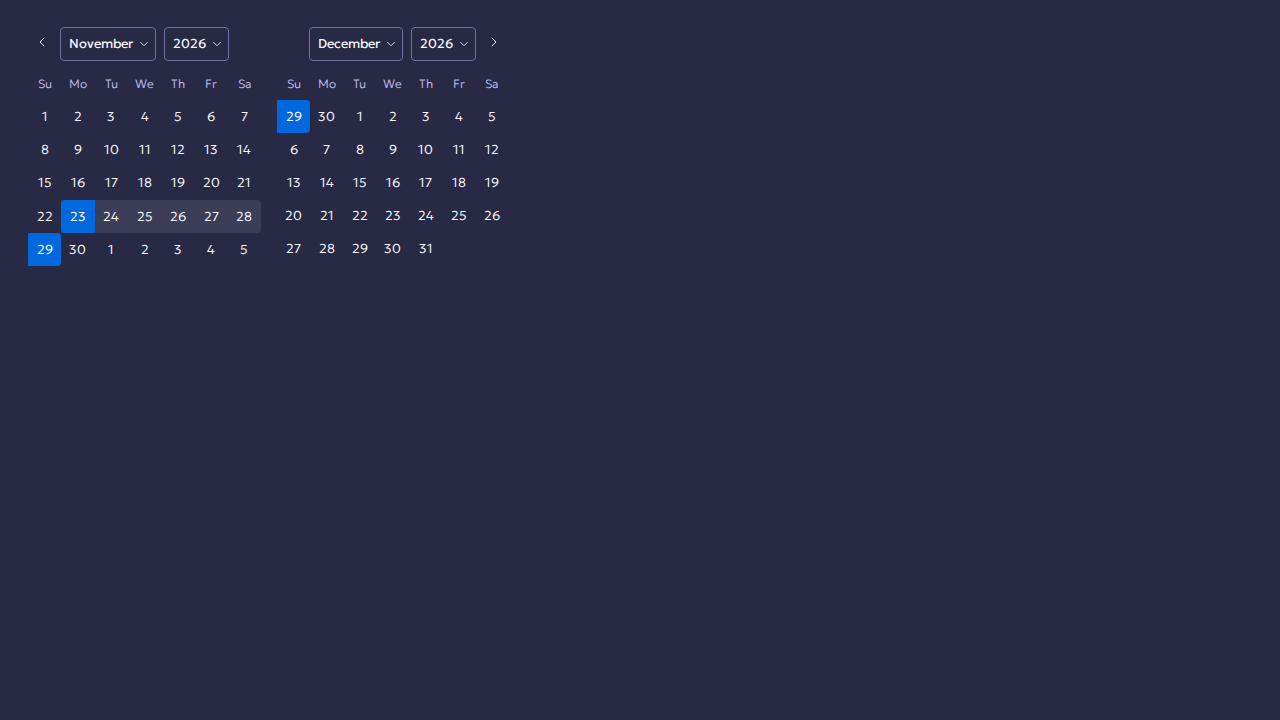 November 2026
Su Mo Tu We Th Fr Sa
1 2 3 4 5 6 7
8 9 10 11 12 13 14
15 16 17 18 19 20 21
22 23 24 25 26 27 28
29 30 1 2 3 4 5
December 2026
Su Mo Tu We Th Fr Sa
29 30 1 2 3 4 5
6 7 8 9 10 11 12
13 14 15 16 17 18 19
20 21 22 23 24 25 26
27 28 29 30 31